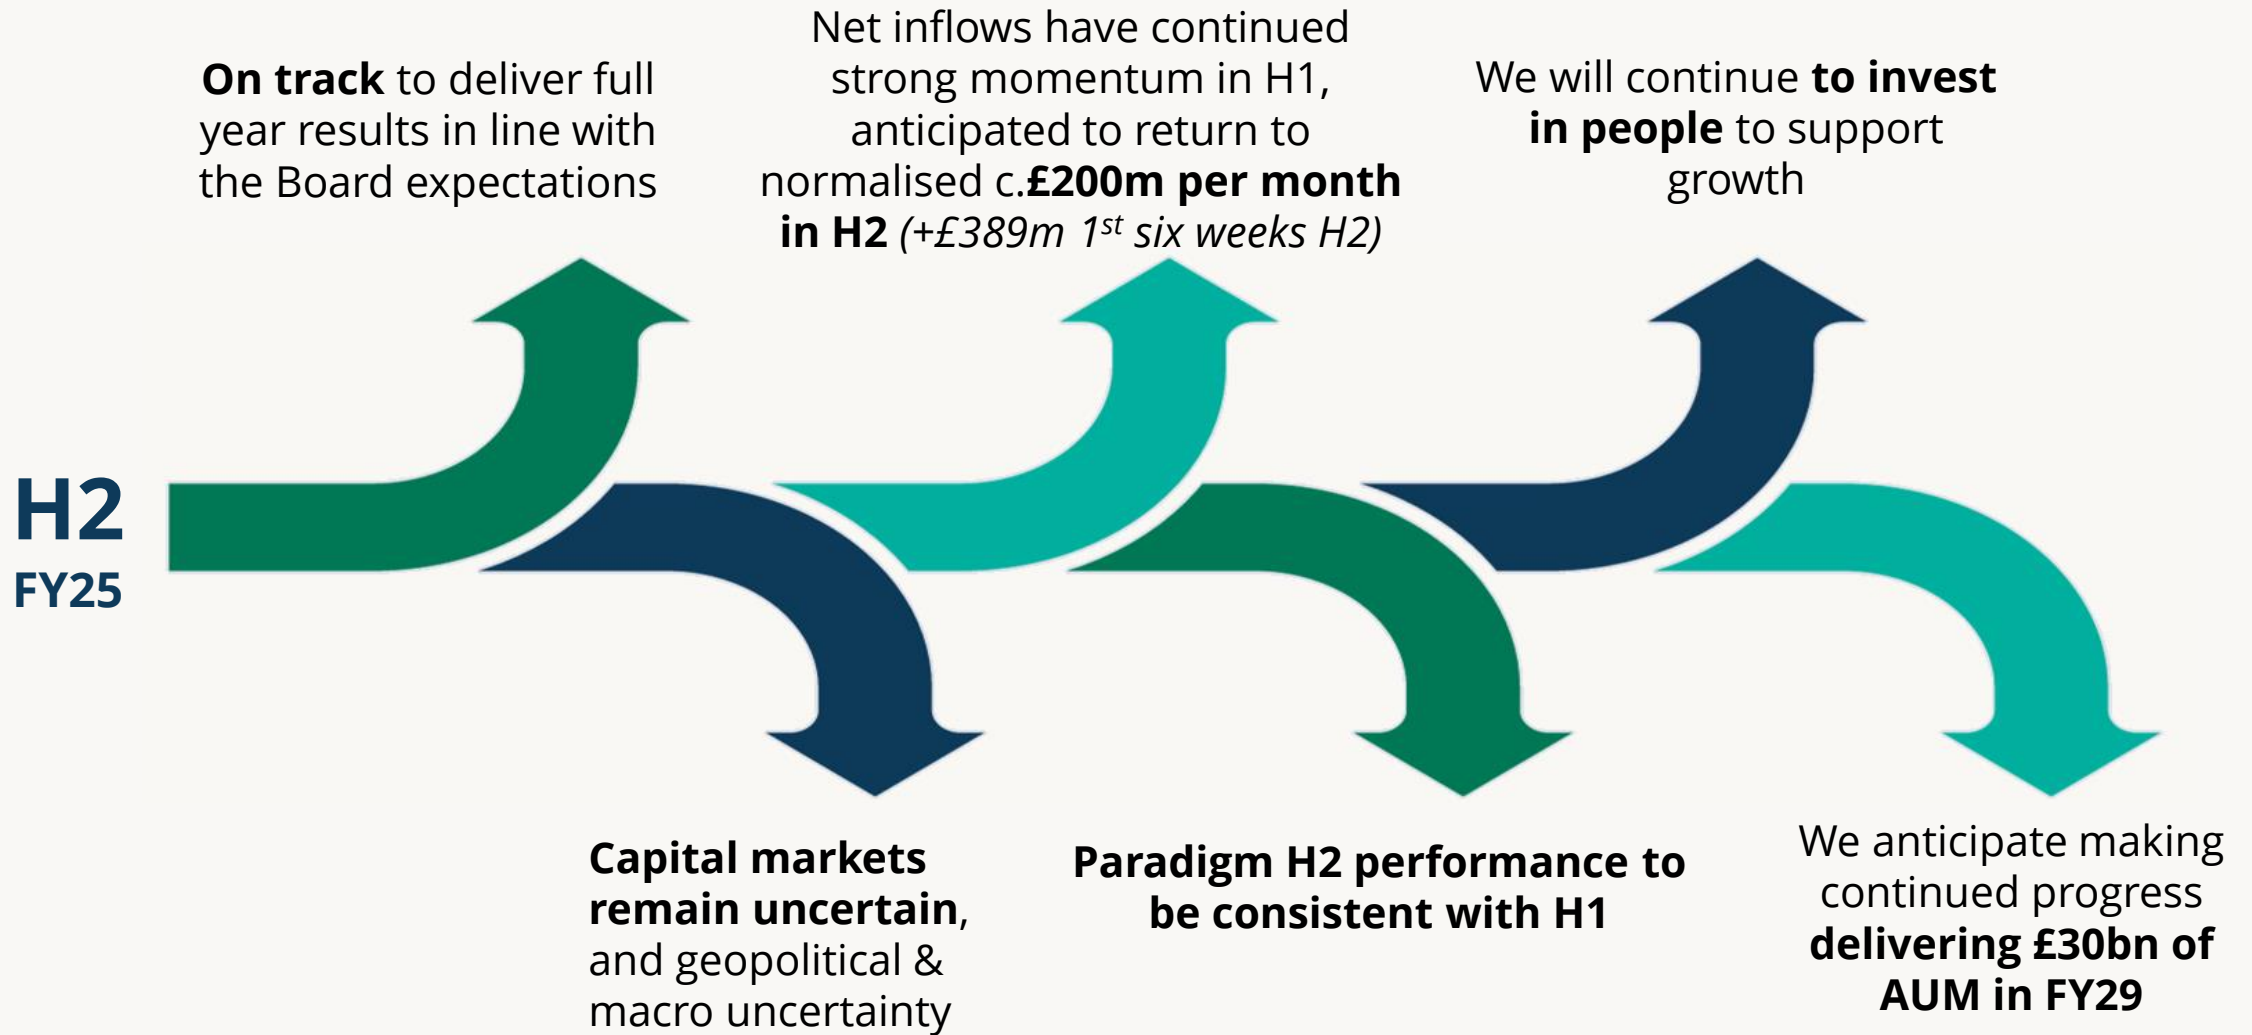 H2
FY25
On track to deliver full
year results in line with
the Board expectations
Capital markets
remain uncertain,
and geopolitical &
macro uncertainty
Net inflows have continued
strong momentum in H1,
anticipated to return to
normalised c.£200m per month
in H2 (+£389m 1st six weeks H2)
Paradigm H2 performance to
be consistent with H1
We will continue to invest
in people to support
growth
We anticipate making
continued progress
delivering £30bn of
AUM in FY29